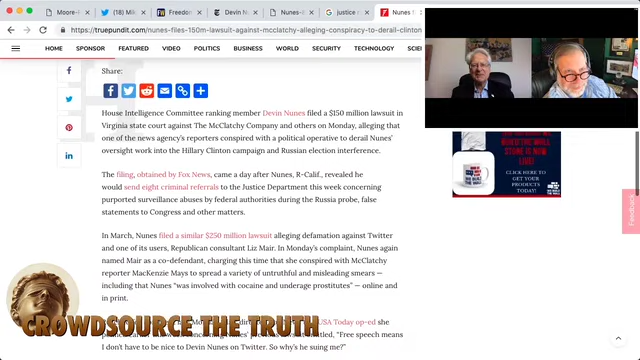 Moore-F
(18) Mike
Freedom
Devin Nu
Nunes-c
justice r
Nunes fi
https://truepundit.com/nunes-files-150m-lawsuit-against-mcclatchy-alleging-conspiracy-to-derail-clinton
HOME SPONSOR FEATURED VIDEO POLITICS BUSINESS WORLD SECURITY TECHNOLOGY SCIEN
Share:
House Intelligence Committee ranking member Devin Nunes filed a $150 million lawsuit in
Virginia state court against The McClatchy Company and others on Monday, alleging that
one of the news agency's reporters conspired with a political operative to derail Nunes'
oversight work into the Hillary Clinton campaign and Russian election interference.
The filing, obtained by Fox News, came a day after Nunes, R-Calif., revealed he
would send eight criminal referrals to the Justice Department this week concerning
purported surveillance abuses by federal authorities during the Russia probe, false
statements to Congress and other matters.
In March, Nunes filed a similar $250 million lawsuit alleging defamation against Twitter
and one of its users, Republican consultant Liz Mair. In Monday's complaint, Nunes again
named Mair as a co-defendant, charging this time that she conspired with McClatchy
reporter MacKenzie Mays to spread a variety of untruthful and misleading smears —
including that Nunes "was involved with cocaine and underage prostitutes" — online and
in print.
USA Today op-ed she
"Free speech means
I don't have to be nice to Devin Nunes on Twitter. So why's he suing me?"
STORE IS NOW LIVE!
CLICK HERE TO
GET YOUR
PRODUCTS
TODAY!
Feedback
CROWDSOURCE THE TRUTH